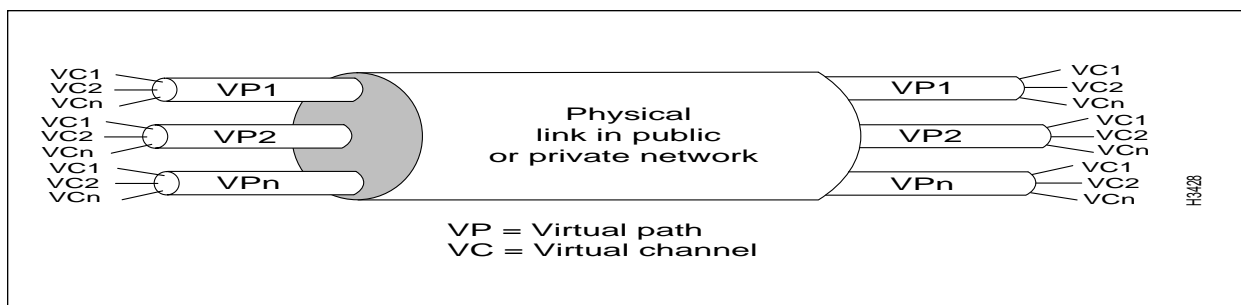 VC1
VC2
VCn
VP1
VC1
VC2
VCn
VP2
VC1
VC2
VCn
VPn
Physical
link in public
or private network
VP1
VC1
VC2
VCn
VP2
VC1
VC2
VCn
VPn
VC1
VC2
VCn
H3428
VP = Virtual path
VC = Virtual channel